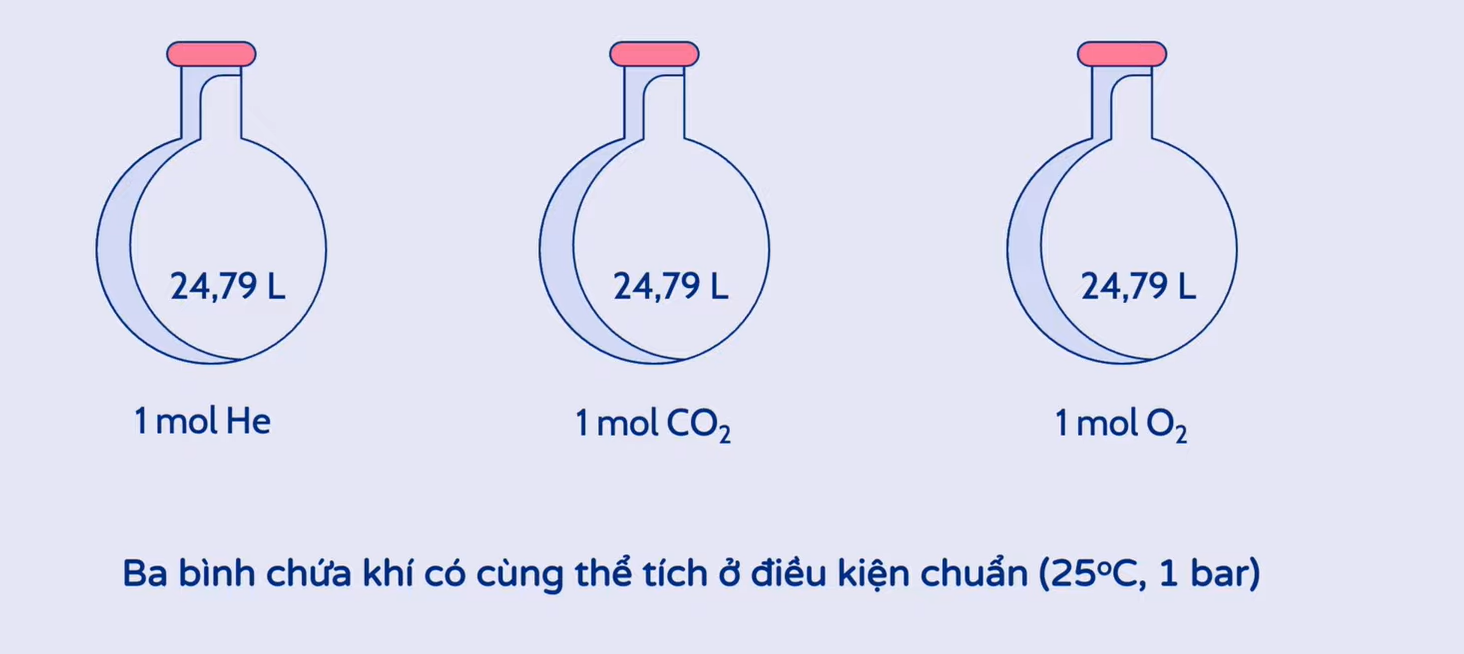 24,79 L 24,79 L 24,79 L
1 mol He 1 mol CO₂ 1 mol O₂
Ba bình chứa khí có cùng thể tích ở điều kiện chuẩn (25°C, 1 bar)